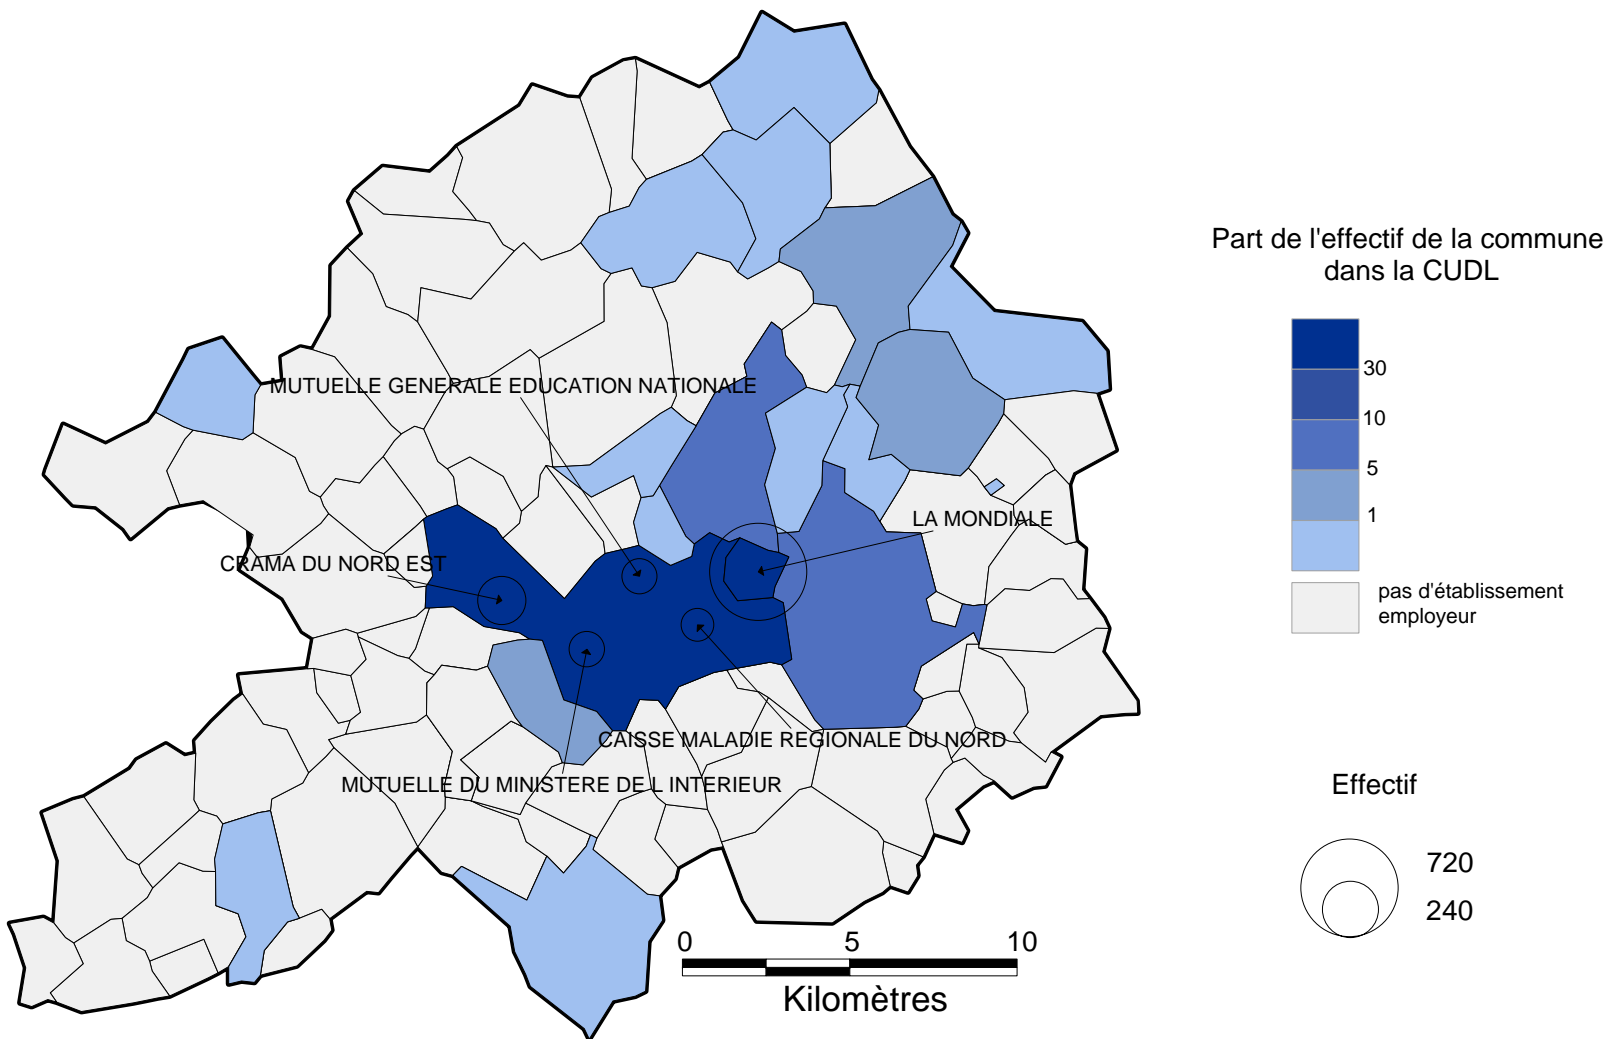 Part de l'effectif de la commune
dans la CUDL
30
10
5
1
pas d'établissement
employeur
MUTUELLE GENERALE EDUCATION NATIONALE
LA MONDIALE
CRAMA DU NORD EST
CAISSE MALADIE REGIONALE DU NORD
MUTUELLE DU MINISTERE DE L INTERIEUR
Effectif
720
240
0 5 10
Kilomètres